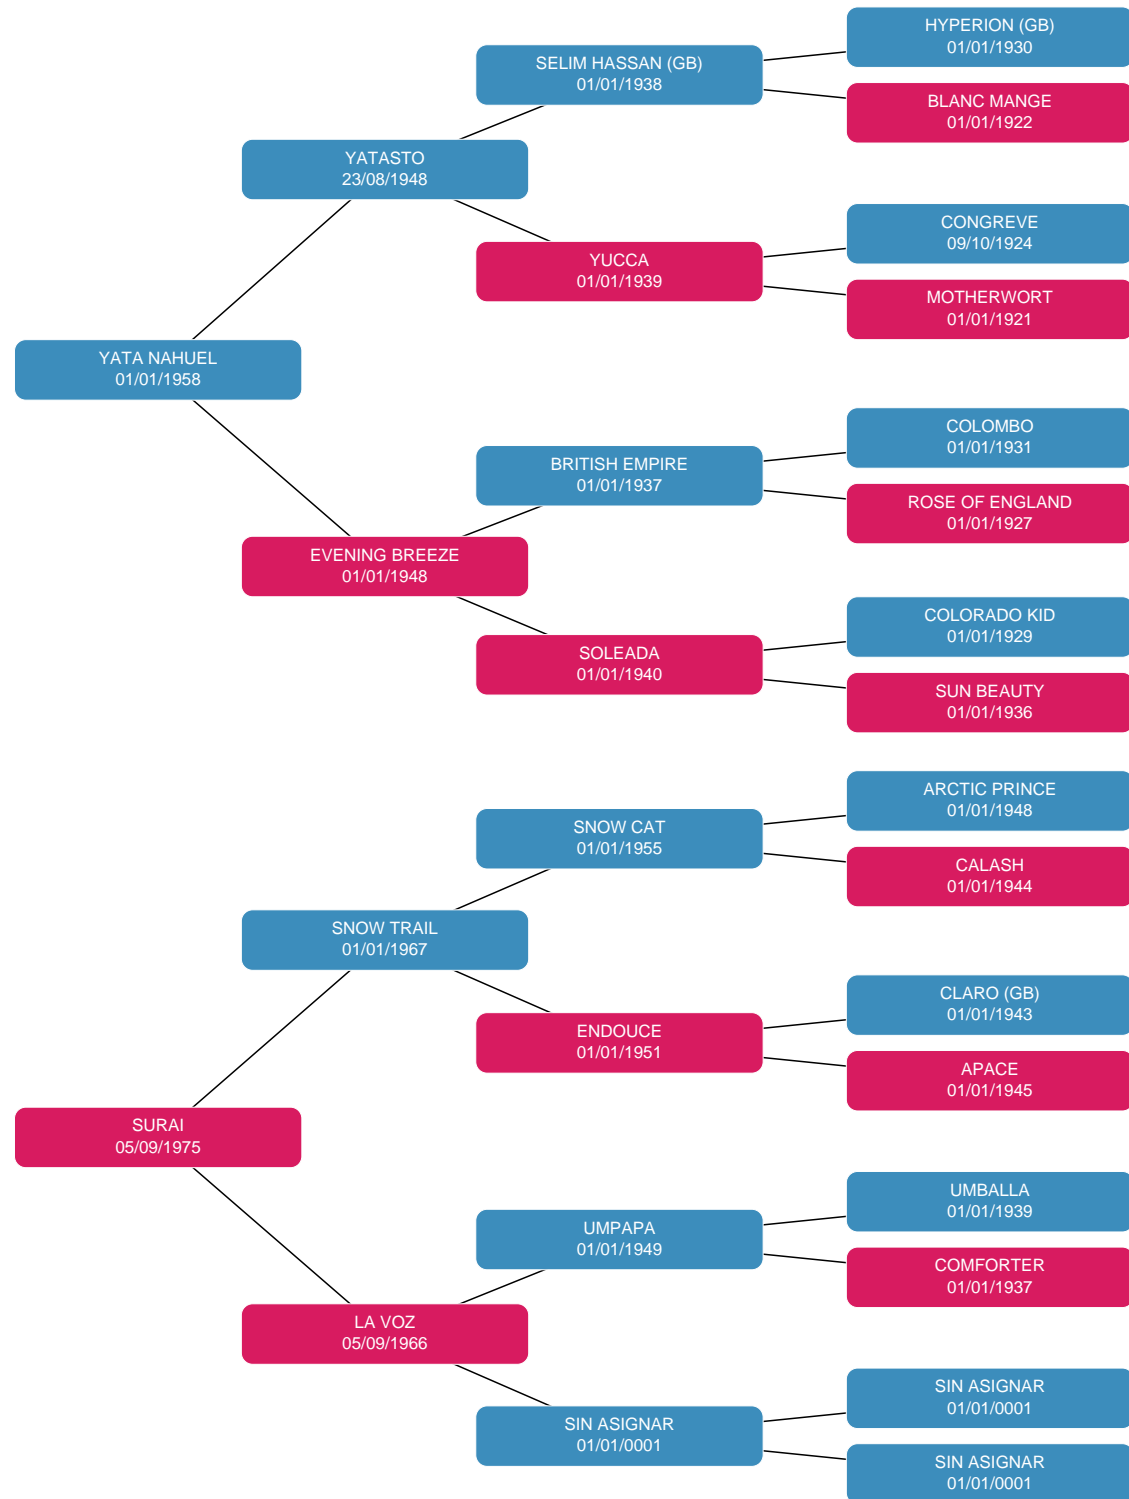 HYPERION (GB)
01/01/1930
SELIM HASSAN (GB)
01/01/1938
BLANC MANGE
01/01/1922
YATASTO
23/08/1948
CONGREVE
09/10/1924
YUCCA
01/01/1939
MOTHERWORT
01/01/1921
YATA NAHUEL
01/01/1958
COLOMBO
01/01/1931
BRITISH EMPIRE
01/01/1937
ROSE OF ENGLAND
01/01/1927
EVENING BREEZE
01/01/1948
COLORADO KID
01/01/1929
SOLEADA
01/01/1940
SUN BEAUTY
01/01/1936
ARCTIC PRINCE
01/01/1948
SNOW CAT
01/01/1955
CALASH
01/01/1944
SNOW TRAIL
01/01/1967
CLARO (GB)
01/01/1943
ENDOUCE
01/01/1951
APACE
01/01/1945
SURAI
05/09/1975
UMBALLA
01/01/1939
UMPAPA
01/01/1949
COMFORTER
01/01/1937
LA VOZ
05/09/1966
SIN ASIGNAR
01/01/0001
SIN ASIGNAR
01/01/0001
SIN ASIGNAR
01/01/0001